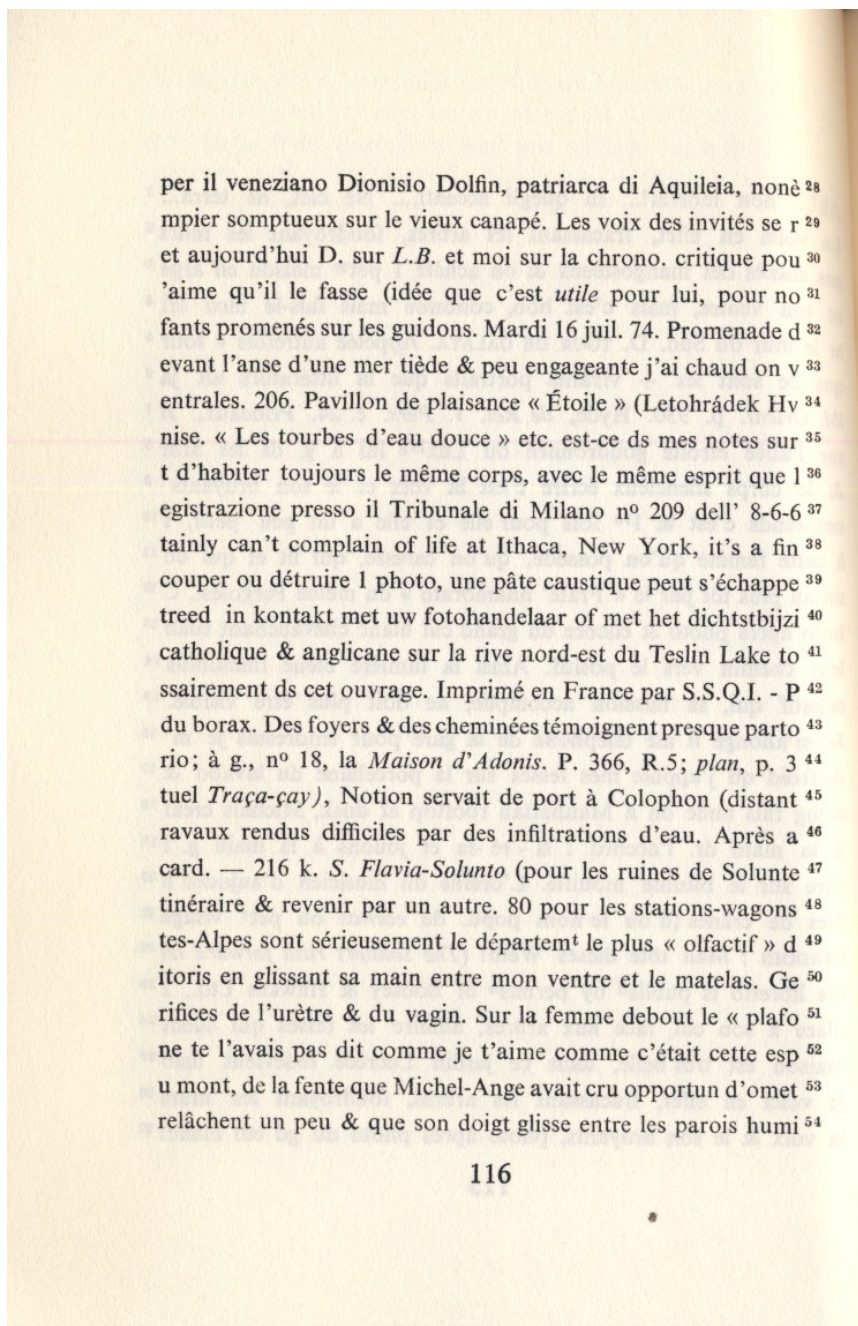 per il veneziano Dionisio Dolfin, patriarca di Aquileia, nonè 28
mpier somptueux sur le vieux canapé. Les voix des invités se r 29
et aujourd'hui D. sur L.B. et moi sur la chrono. critique pou 30
'aime qu'il le fasse (idée que c'est utile pour lui, pour no 31
fants promenés sur les guidons. Mardi 16 juil. 74. Promenade d 32
evant l'anse d'une mer tiède & peu engageante j'ai chaud on v 33
entrales. 206. Pavillon de plaisance « Étoile » (Letohrádek Hv 34
nise. « Les tourbes d'eau douce » etc. est-ce ds mes notes sur 35
t d'habiter toujours le même corps, avec le même esprit que l 36
egistrazione presso il Tribunale di Milano nº 209 dell' 8-6-6 37
tainly can't complain of life at Ithaca, New York, it's a fin 38
couper ou détruire 1 photo, une pâte caustique peut s'échappe 39
treed in kontakt met uw fotohandelaar of met het dichtstbijzi 40
catholique & anglicane sur la rive nord-est du Teslin Lake to 41
ssairement ds cet ouvrage. Imprimé en France par S.S.Q.I. - P 42
du borax. Des foyers & des cheminées témoignent presque parto 43
rio; à g., nº 18, la Maison d'Adonis. P. 366, R.5; plan, p. 3 44
tuel Traça-çay), Notion servait de port à Colophon (distant 45
ravaux rendus difficiles par des infiltrations d'eau. Après a 46
card. — 216 k. S. Flavia-Solunto (pour les ruines de Solunte 47
tinéraire & revenir par un autre. 80 pour les stations-wagons 48
tes-Alpes sont sérieusement le départemᵗ le plus « olfactif » d 49
itoris en glissant sa main entre mon ventre et le matelas. Ge 50
rifices de l'urètre & du vagin. Sur la femme debout le « plafo 51
ne te l'avais pas dit comme je t'aime comme c'était cette esp 52
u mont, de la fente que Michel-Ange avait cru opportun d'omet 53
relâchent un peu & que son doigt glisse entre les parois humi 54
116